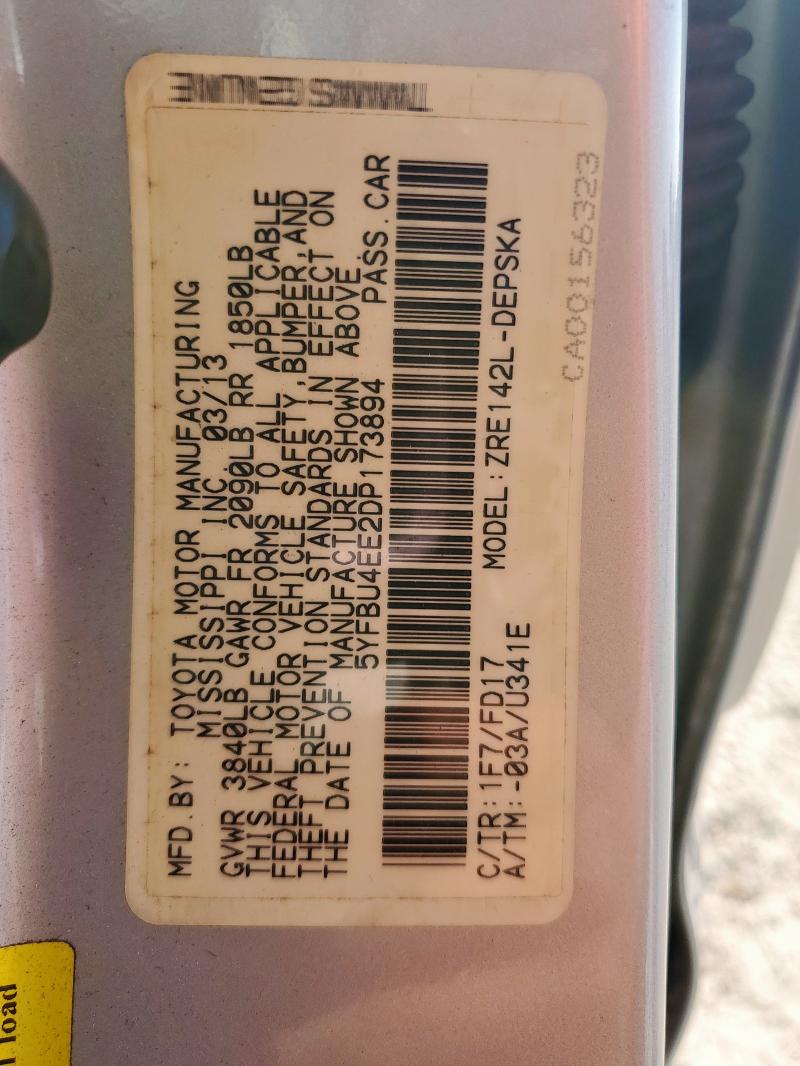 MFD.BY: TOYOTA MOTOR MANUFACTURING
MISSISSIPPI INC. 03/13
GVWR 3840LB GAWR FR 2090LB RR 1850LB
THIS VEHICLE CONFORMS TO ALL APPLICABLE
FEDERAL MOTOR VEHICLE SAFETY,BUMPER,AND
THEFT PREVENTION STANDARDS IN EFFECT ON
THE DATE OF MANUFACTURE SHOWN ABOVE.
5YFBU4EE2DP173894 PASS.CAR
C/TR:1F7/FD17 MODEL:ZRE142L-DEPSKA
A/TM:-03A/U341E
CA00156323
load